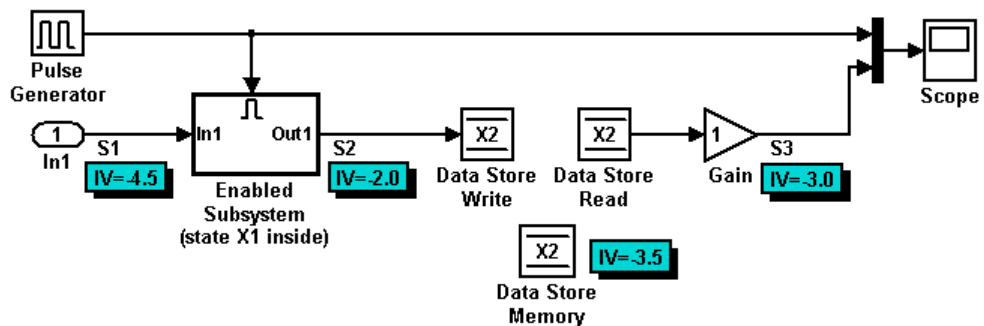 Pulse
Generator
1
In1
S1
IV=-4.5
In1
Out1
Enabled
Subsystem
(state X1 inside)
S2
IV=-2.0
X2
Data Store
Write
X2
Data Store
Read
1
Gain
S3
IV=-3.0
Scope
X2
IV=-3.5
Data Store
Memory